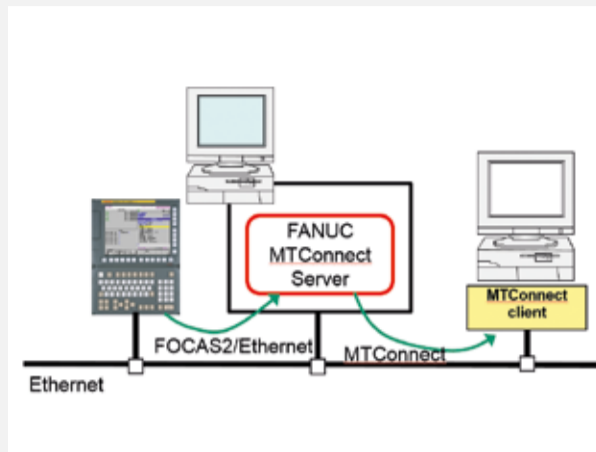 FANUC
MTConnect
Server
MTConnect
client
FOCAS2/Ethernet
MTConnect
Ethernet